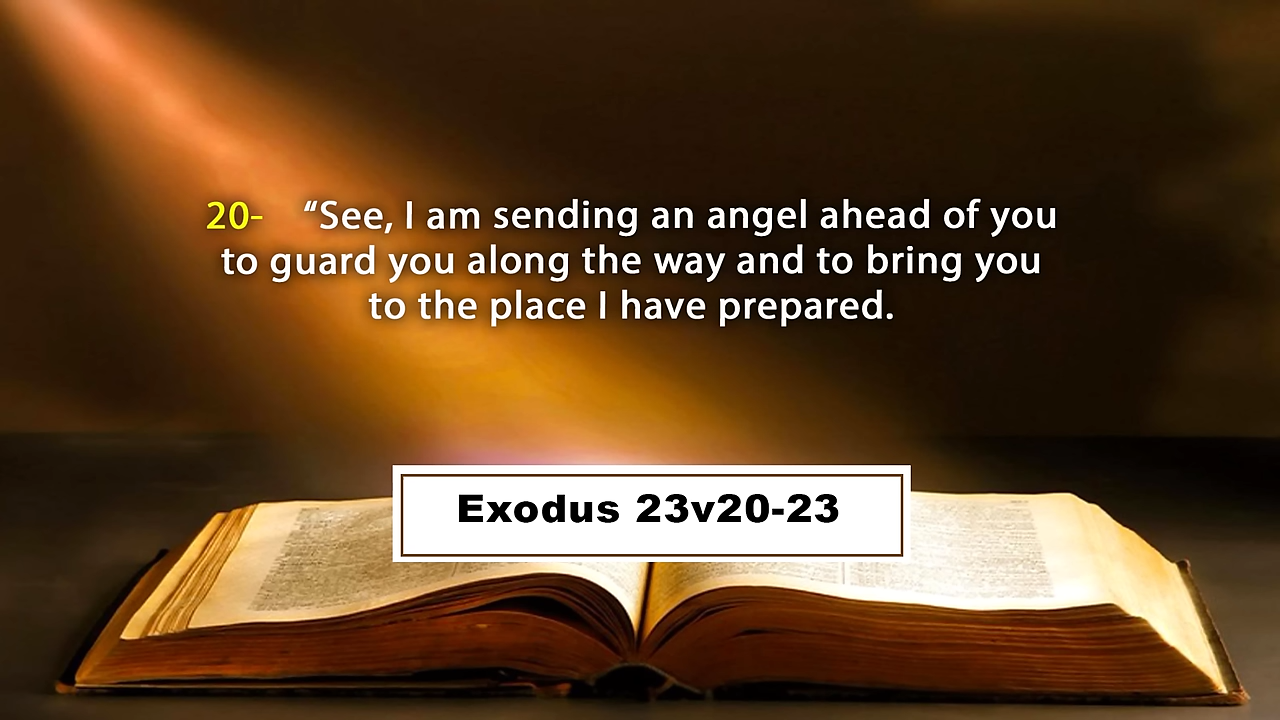 20- “See, I am sending an angel ahead of you
to guard you along the way and to bring you
to the place I have prepared.
Exodus 23v20-23